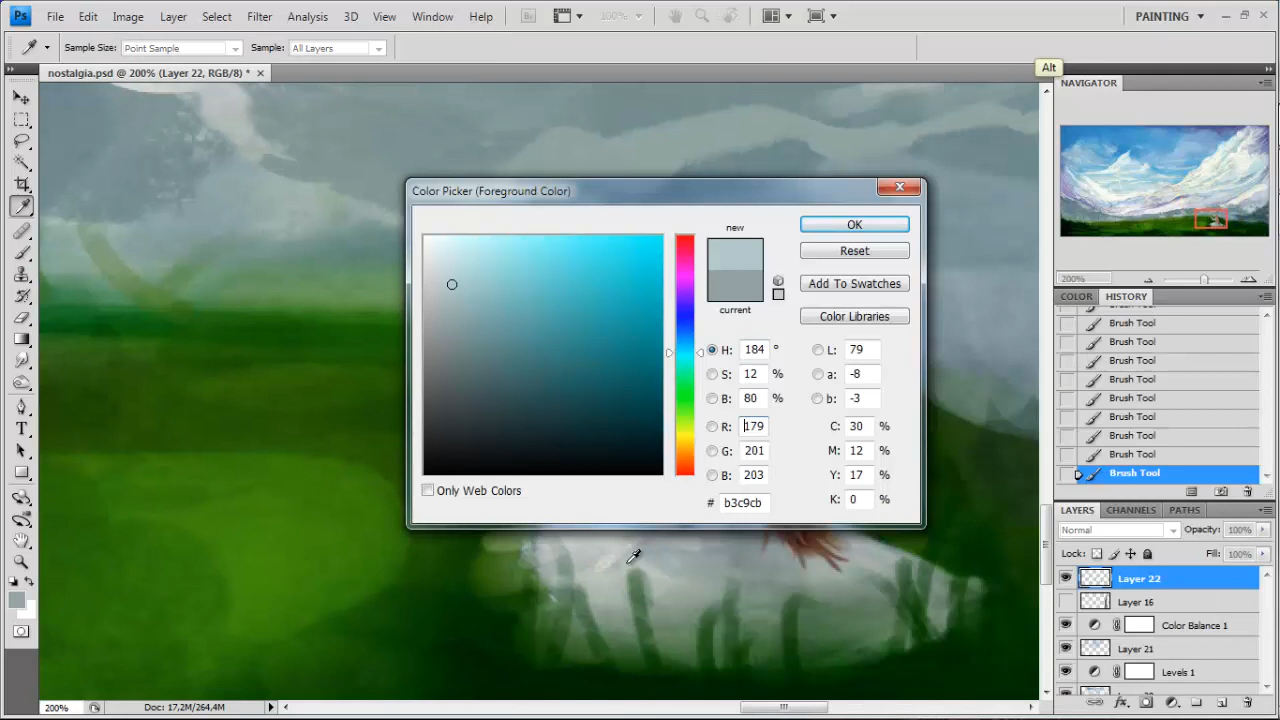 Ps File Edit Image Layer Select Filter Analysis 3D View Window Help Br 100% PAINTING
Sample Size: Point Sample Sample: All Layers
nostalgia.psd @ 200% (Layer 22, RGB/8) *
Alt
NAVIGATOR
200%
COLOR HISTORY
Brush Tool
Brush Tool
Brush Tool
Brush Tool
Brush Tool
Brush Tool
Brush Tool
Brush Tool
Brush Tool
LAYERS CHANNELS PATHS
Normal Opacity: 100%
Lock: Fill: 100%
Layer 22
Layer 16
Color Balance 1
Layer 21
Levels 1
Color Picker (Foreground Color)
new
current
OK
Reset
Add To Swatches
Color Libraries
H: 184 ° L: 79
S: 12 % a: -8
B: 80 % b: -3
R: 179 C: 30 %
G: 201 M: 12 %
B: 203 Y: 17 %
# b3c9cb K: 0 %
Only Web Colors
T
200% Doc: 17,2M/264,4M